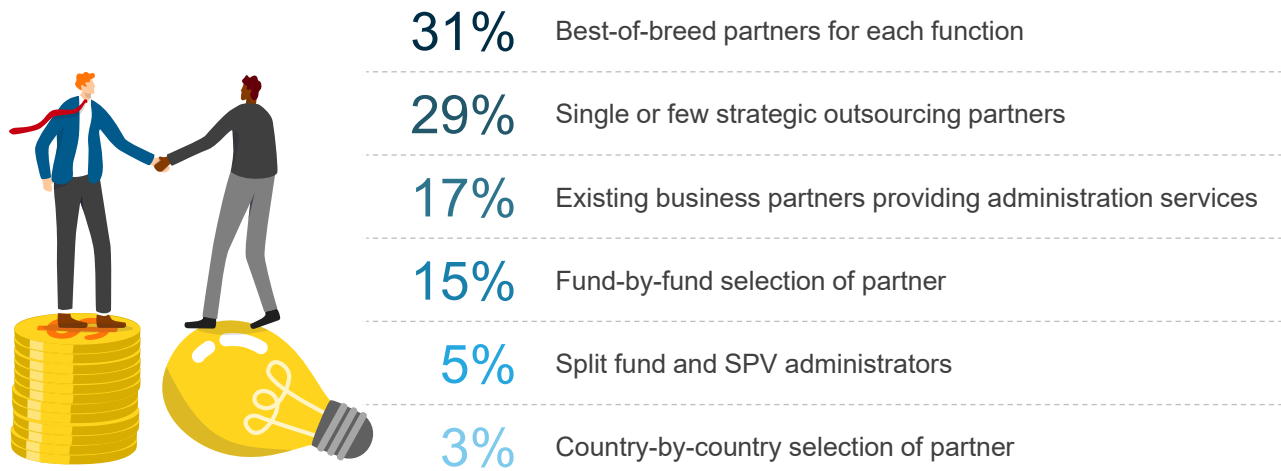 31% Best-of-breed partners for each function
29% Single or few strategic outsourcing partners
17% Existing business partners providing administration services
15% Fund-by-fund selection of partner
5% Split fund and SPV administrators
3% Country-by-country selection of partner